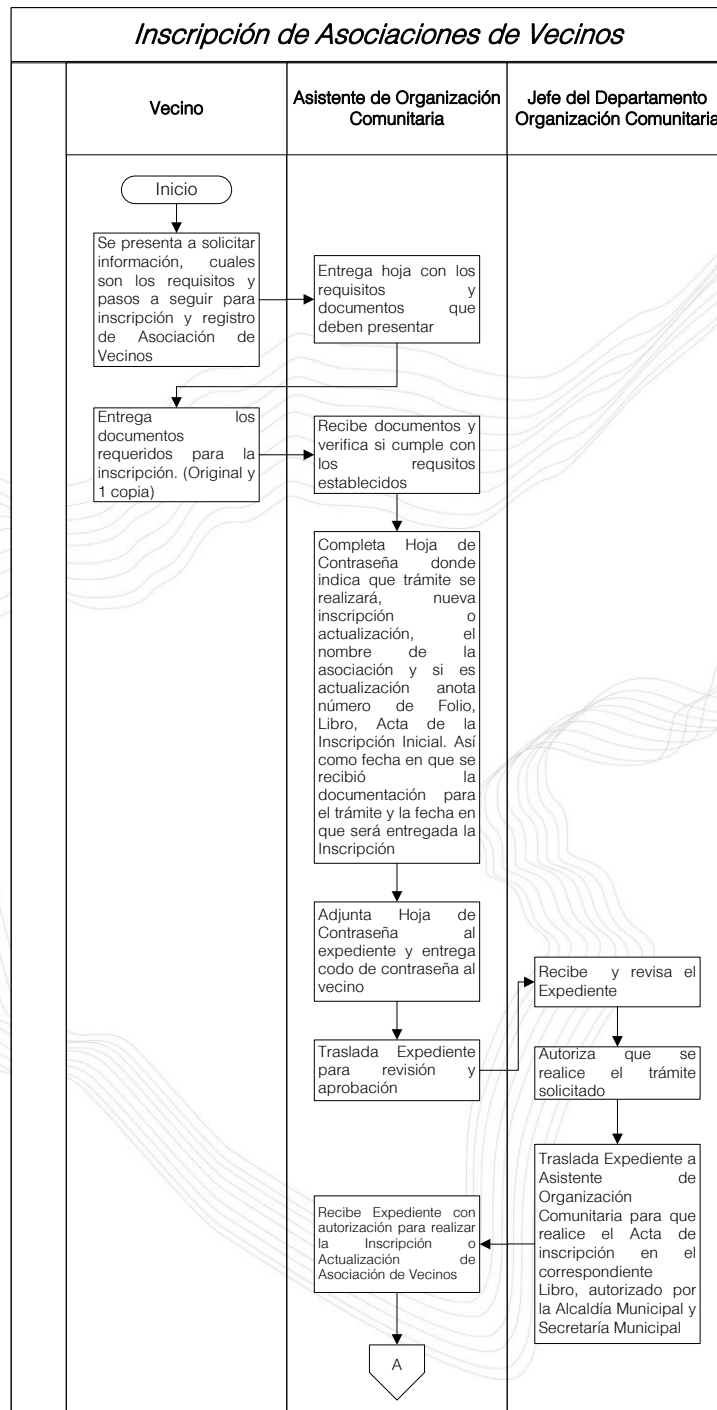 Inscripción de Asociaciones de Vecinos
Vecino
Asistente de Organización
Comunitaria
Jefe del Departamento
Organización Comunitaria
Inicio
Se presenta a solicitar
información, cuales
son los requisitos y
pasos a seguir para
inscripción y registro
de Asociación de
Vecinos
Entrega hoja con los
requisitos y
documentos que
deben presentar
Entrega los
documentos
requeridos para la
inscripción. (Original y
1 copia)
Recibe documentos y
verifica si cumple con
los requsitos
establecidos
Completa Hoja de
Contraseña donde
indica que trámite se
realizará, nueva
inscripción o
actualización, el
nombre de la
asociación y si es
actualización anota
número de Folio,
Libro, Acta de la
Inscripción Inicial. Así
como fecha en que se
recibió la
documentación para
el trámite y la fecha en
que será entregada la
Inscripción
Adjunta Hoja de
Contraseña al
expediente y entrega
codo de contraseña al
vecino
Traslada Expediente
para revisión y
aprobación
Recibe y revisa el
Expediente
Autoriza que se
realice el trámite
solicitado
Traslada Expediente a
Asistente de
Organización
Comunitaria para que
realice el Acta de
inscripción en el
correspondiente
Libro, autorizado por
la Alcaldía Municipal y
Secretaría Municipal
Recibe Expediente con
autorización para realizar
la Inscripción o
Actualización de
Asociación de Vecinos
A